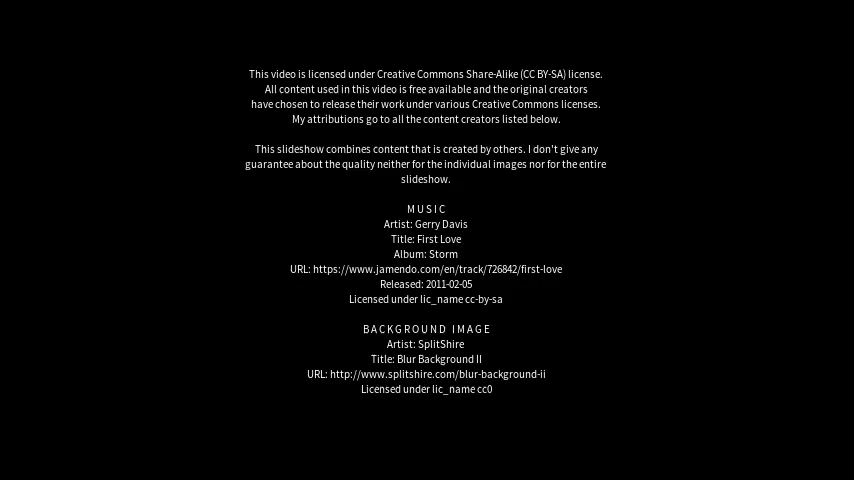 This video is licensed under Creative Commons Share-Alike (CC BY-SA) license.
All content used in this video is free available and the original creators
have chosen to release their work under various Creative Commons licenses.
My attributions go to all the content creators listed below.
This slideshow combines content that is created by others. I don't give any
guarantee about the quality neither for the individual images nor for the entire
slideshow.
MUSIC
Artist: Gerry Davis
Title: First Love
Album: Storm
URL: https://www.jamendo.com/en/track/726842/first-love
Released: 2011-02-05
Licensed under lic_name cc-by-sa
BACKGROUND IMAGE
Artist: SplitShire
Title: Blur Background II
URL: http://www.splitshire.com/blur-background-ii
Licensed under lic_name cc0